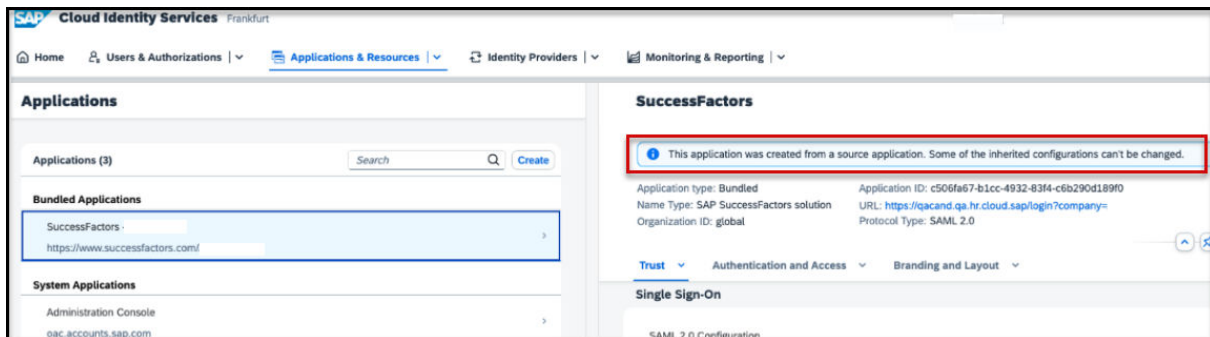 SAP Cloud Identity Services Frankfurt
Home Users & Authorizations Applications & Resources Identity Providers Monitoring & Reporting
Applications
Applications (3) Search Create
Bundled Applications
SuccessFactors -
https://www.successfactors.com/
System Applications
Administration Console
oac.accounts.sap.com
SuccessFactors
This application was created from a source application. Some of the inherited configurations can't be changed.
Application type: Bundled
Name Type: SAP SuccessFactors solution
Organization ID: global
Application ID: c506fa67-b1cc-4932-83f4-c6b290d189f0
URL: https://qacand.qa.hr.cloud.sap/login?company=
Protocol Type: SAML 2.0
Trust Authentication and Access Branding and Layout
Single Sign-On
SAML 2.0 Configuration